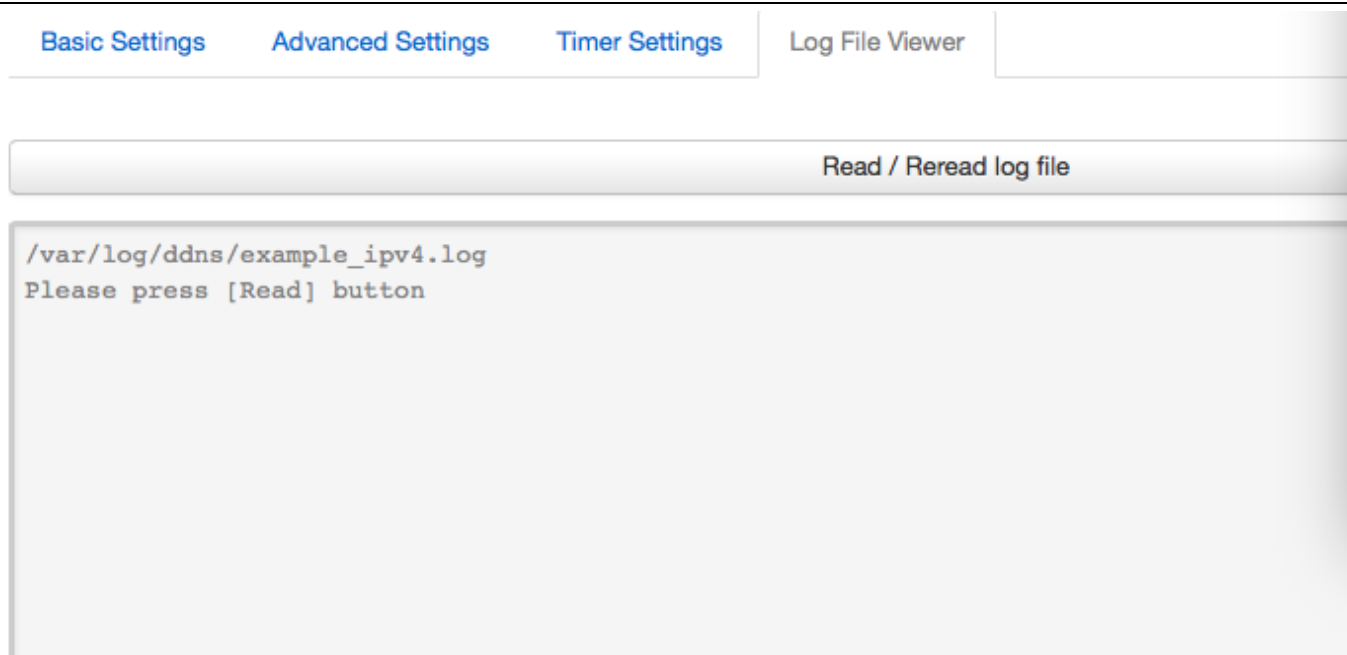 Basic Settings Advanced Settings Timer Settings Log File Viewer
Read / Reread log file
/var/log/ddns/example_ipv4.log
Please press [Read] button